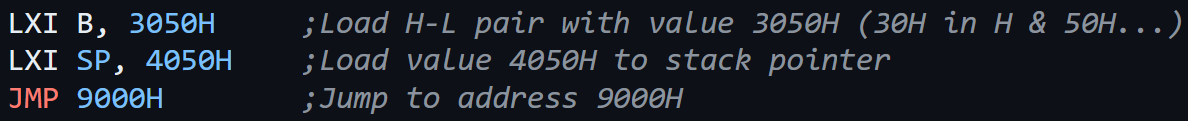 LXI B, 3050H ;Load H-L pair with value 3050H (30H in H & 50H...)
LXI SP, 4050H ;Load value 4050H to stack pointer
JMP 9000H ;Jump to address 9000H